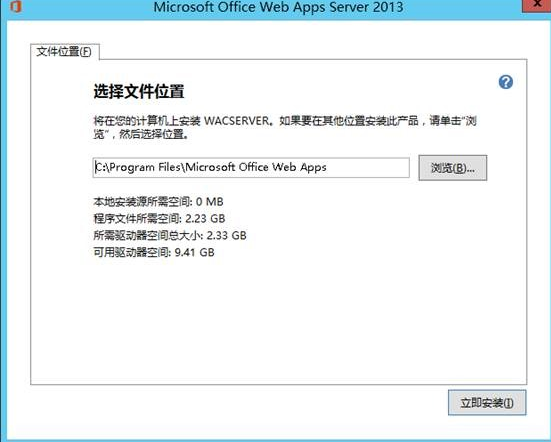 Microsoft Office Web Apps Server 2013
文件位置(F)
选择文件位置
将在您的计算机上安装 WACSERVER。如果要在其他位置安装此产品，请单击"浏
览"，然后选择位置。
C:\Program Files\Microsoft Office Web Apps
浏览(B)...
本地安装源所需空间: 0 MB
程序文件所需空间: 2.23 GB
所需驱动器空间总大小: 2.33 GB
可用驱动器空间: 9.41 GB
立即安装(I)